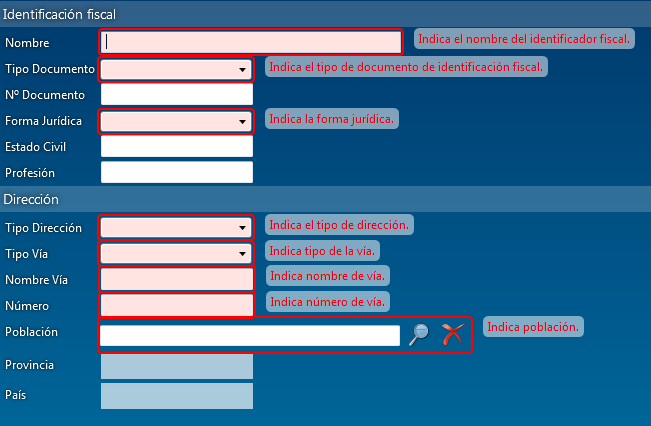 Identificación fiscal
Nombre Indica el nombre del identificador fiscal.
Tipo Documento Indica el tipo de documento de identificación fiscal.
Nº Documento
Forma Jurídica Indica la forma jurídica.
Estado Civil
Profesión
Dirección
Tipo Dirección Indica el tipo de dirección.
Tipo Vía Indica tipo de la vía.
Nombre Vía Indica nombre de vía.
Número Indica número de vía.
Población Indica población.
Provincia
País